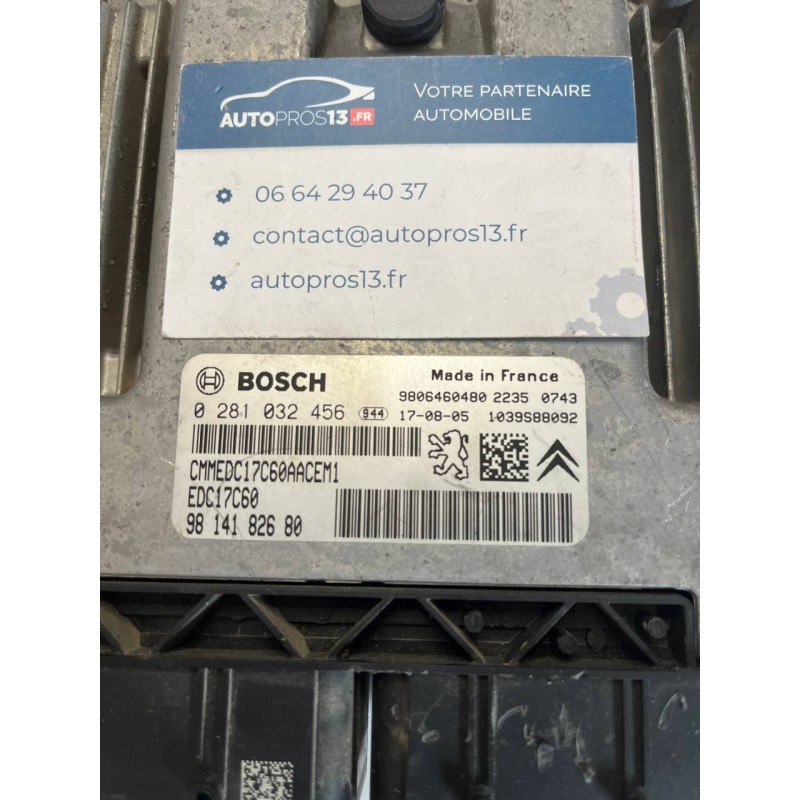 AUTOPROS13.FR
VOTRE PARTENAIRE
AUTOMOBILE
06 64 29 40 37
contact@autopros13.fr
autopros13.fr
BOSCH
Made in France
9806460480 2235 0743
0 281 032 456 944 17-08-05 1039S88092
CMMEDC17C60AACEM1
EDC17C60
98 141 826 80